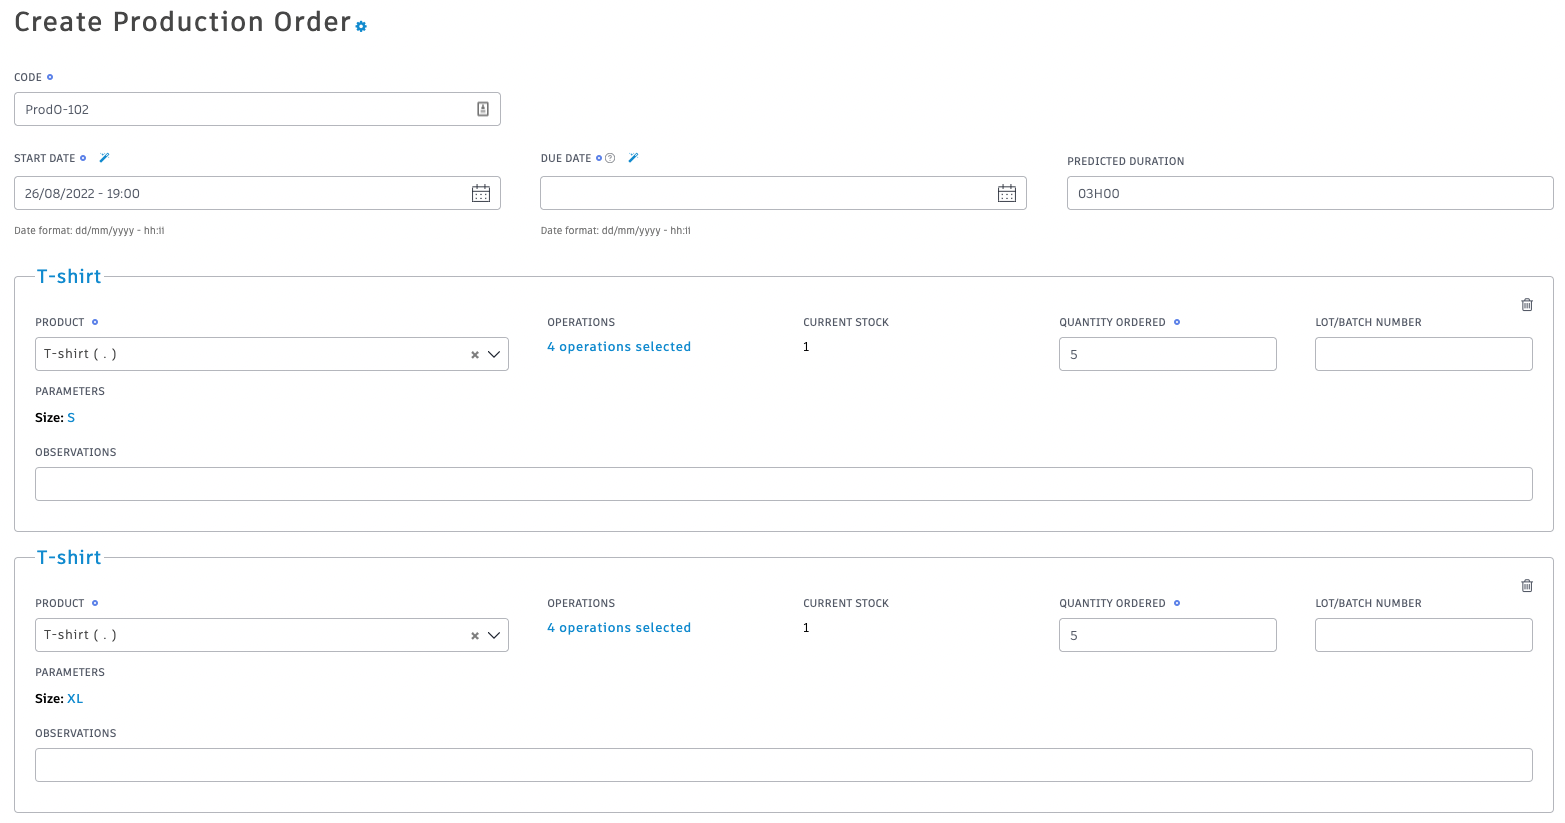 Create Production Order
CODE
ProdO-102
START DATE
DUE DATE
PREDICTED DURATION
26/08/2022 - 19:00
03H00
Date format: dd/mm/yyyy - hh:ii
Date format: dd/mm/yyyy - hh:ii
T-shirt
PRODUCT
OPERATIONS
CURRENT STOCK
QUANTITY ORDERED
LOT/BATCH NUMBER
T-shirt ( . )
4 operations selected
1
5
PARAMETERS
Size: S
OBSERVATIONS
T-shirt
PRODUCT
OPERATIONS
CURRENT STOCK
QUANTITY ORDERED
LOT/BATCH NUMBER
T-shirt ( . )
4 operations selected
1
5
PARAMETERS
Size: XL
OBSERVATIONS